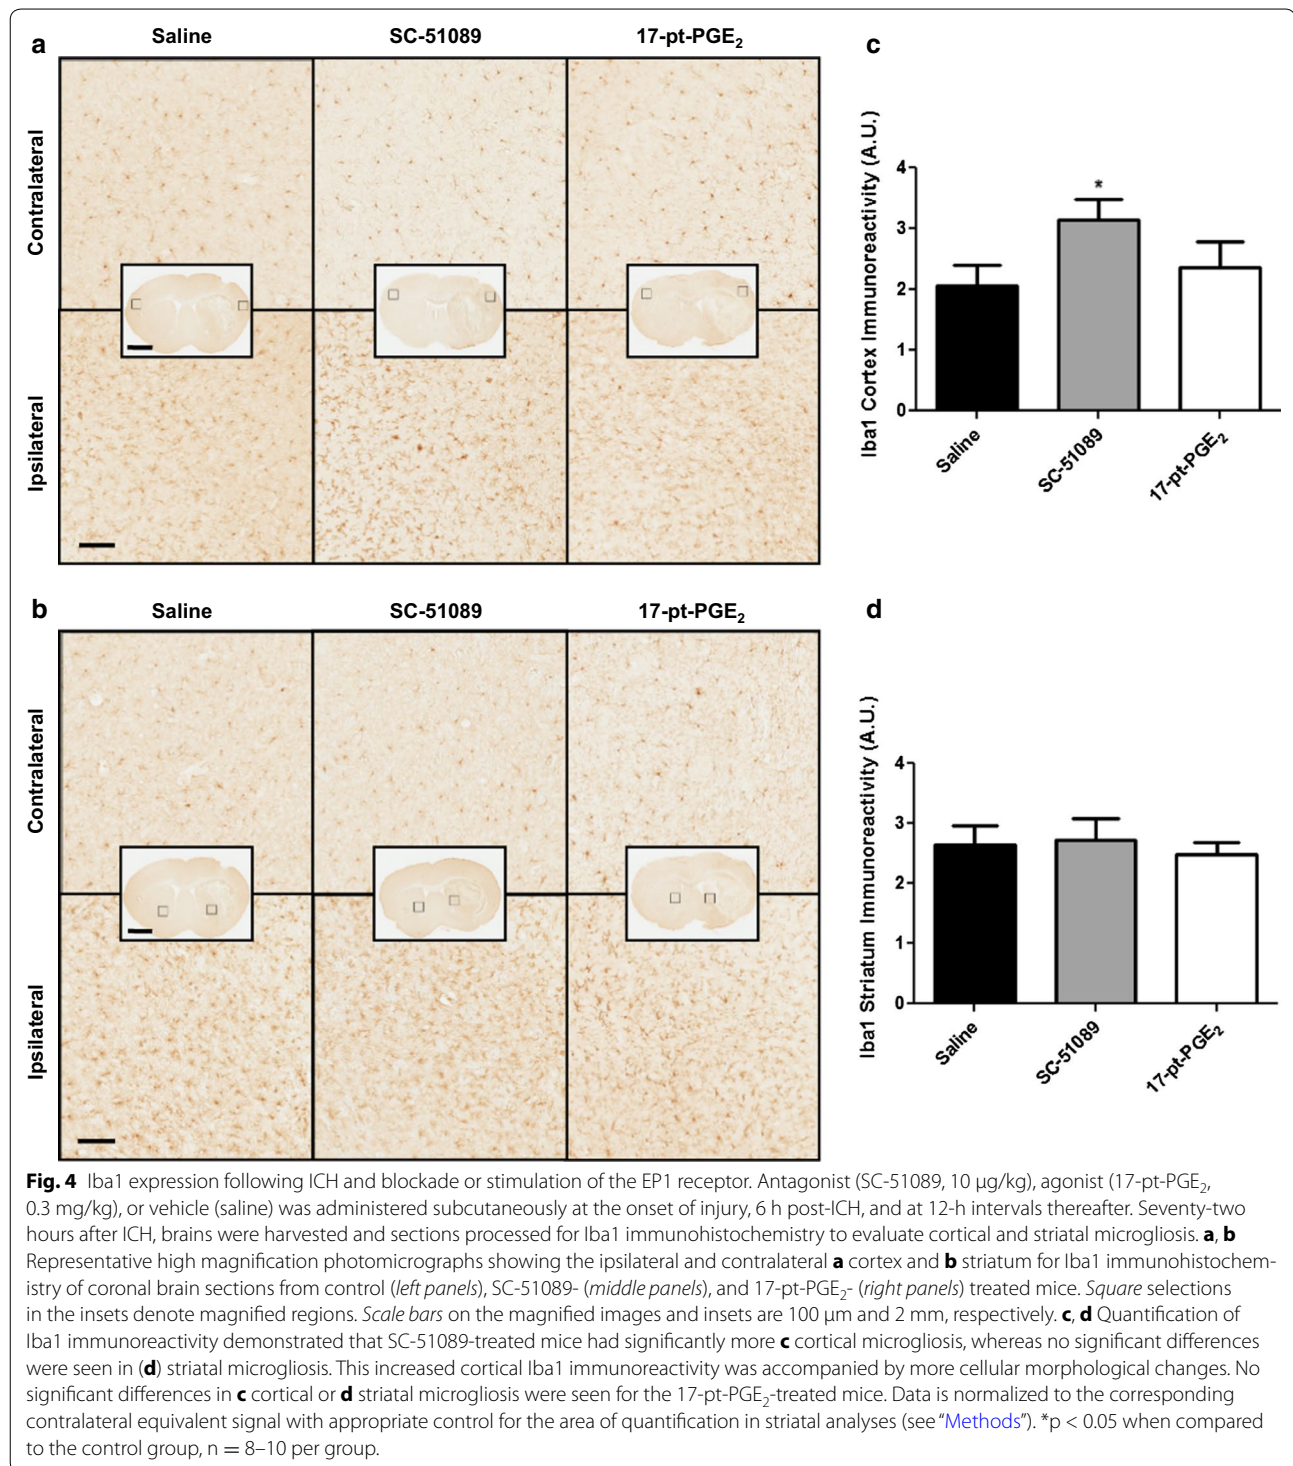 a
Saline
SC-51089
17-pt-PGE₂
Contralateral
Ipsilateral
c
Iba1 Cortex Immunoreactivity (A.U.)
4
3
2
1
0
*
Saline
SC-51089
17-pt-PGE₂
b
Saline
SC-51089
17-pt-PGE₂
Contralateral
Ipsilateral
d
Iba1 Striatum Immunoreactivity (A.U.)
4
3
2
1
0
Saline
SC-51089
17-pt-PGE₂
Fig. 4 Iba1 expression following ICH and blockade or stimulation of the EP1 receptor. Antagonist (SC-51089, 10 µg/kg), agonist (17-pt-PGE₂,
0.3 mg/kg), or vehicle (saline) was administered subcutaneously at the onset of injury, 6 h post-ICH, and at 12-h intervals thereafter. Seventy-two
hours after ICH, brains were harvested and sections processed for Iba1 immunohistochemistry to evaluate cortical and striatal microgliosis. a, b
Representative high magnification photomicrographs showing the ipsilateral and contralateral a cortex and b striatum for Iba1 immunohistochem-
istry of coronal brain sections from control (left panels), SC-51089- (middle panels), and 17-pt-PGE₂- (right panels) treated mice. Square selections
in the insets denote magnified regions. Scale bars on the magnified images and insets are 100 µm and 2 mm, respectively. c, d Quantification of
Iba1 immunoreactivity demonstrated that SC-51089-treated mice had significantly more c cortical microgliosis, whereas no significant differences
were seen in (d) striatal microgliosis. This increased cortical Iba1 immunoreactivity was accompanied by more cellular morphological changes. No
significant differences in c cortical or d striatal microgliosis were seen for the 17-pt-PGE₂-treated mice. Data is normalized to the corresponding
contralateral equivalent signal with appropriate control for the area of quantification in striatal analyses (see “Methods”). *p < 0.05 when compared
to the control group, n = 8–10 per group.